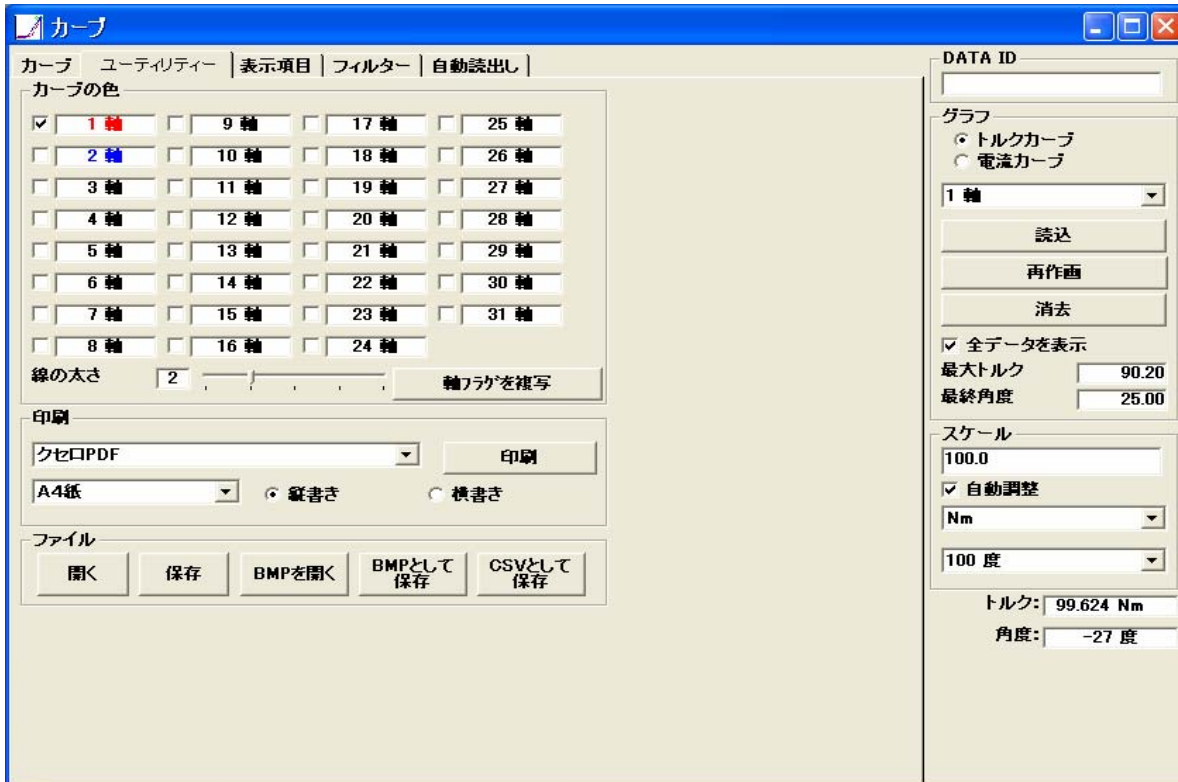 カーブ
カーブ ユーティリティー 表示項目 フィルター 自動読出し
カーブの色
1 軸 9 軸 17 軸 25 軸
2 軸 10 軸 18 軸 26 軸
3 軸 11 軸 19 軸 27 軸
4 軸 12 軸 20 軸 28 軸
5 軸 13 軸 21 軸 29 軸
6 軸 14 軸 22 軸 30 軸
7 軸 15 軸 23 軸 31 軸
8 軸 16 軸 24 軸
線の太さ 2 軸フラグを複写
印刷
クセロPDF 印刷
A4紙 縦書き 横書き
ファイル
開く 保存 BMPを開く BMPとして保存 CSVとして保存
DATA ID
グラフ
トルクカーブ
電流カーブ
1 軸
読込
再作画
消去
全データを表示
最大トルク 90.20
最終角度 25.00
スケール
100.0
自動調整
Nm
100 度
トルク: 99.624 Nm
角度: -27 度